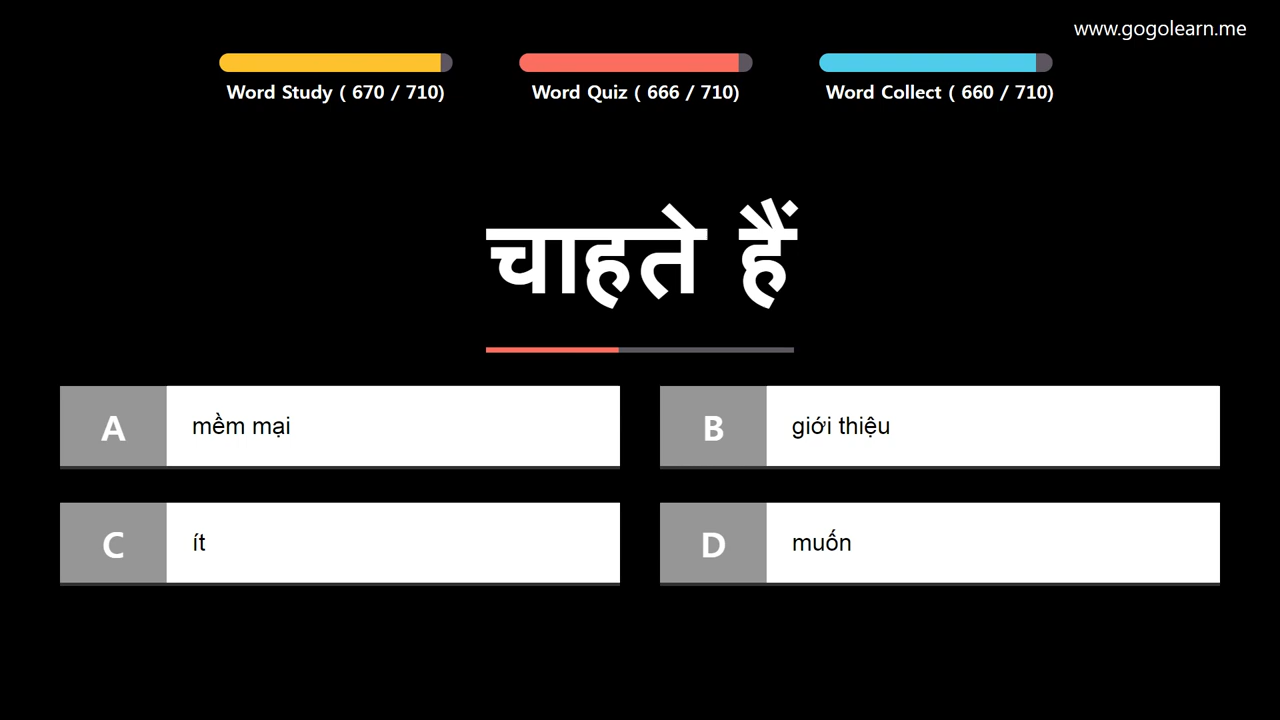 www.gogolearn.me
Word Study ( 670 / 710)
Word Quiz ( 666 / 710)
Word Collect ( 660 / 710)
चाहते हैं
A
mềm mại
B
giới thiệu
C
ít
D
muốn